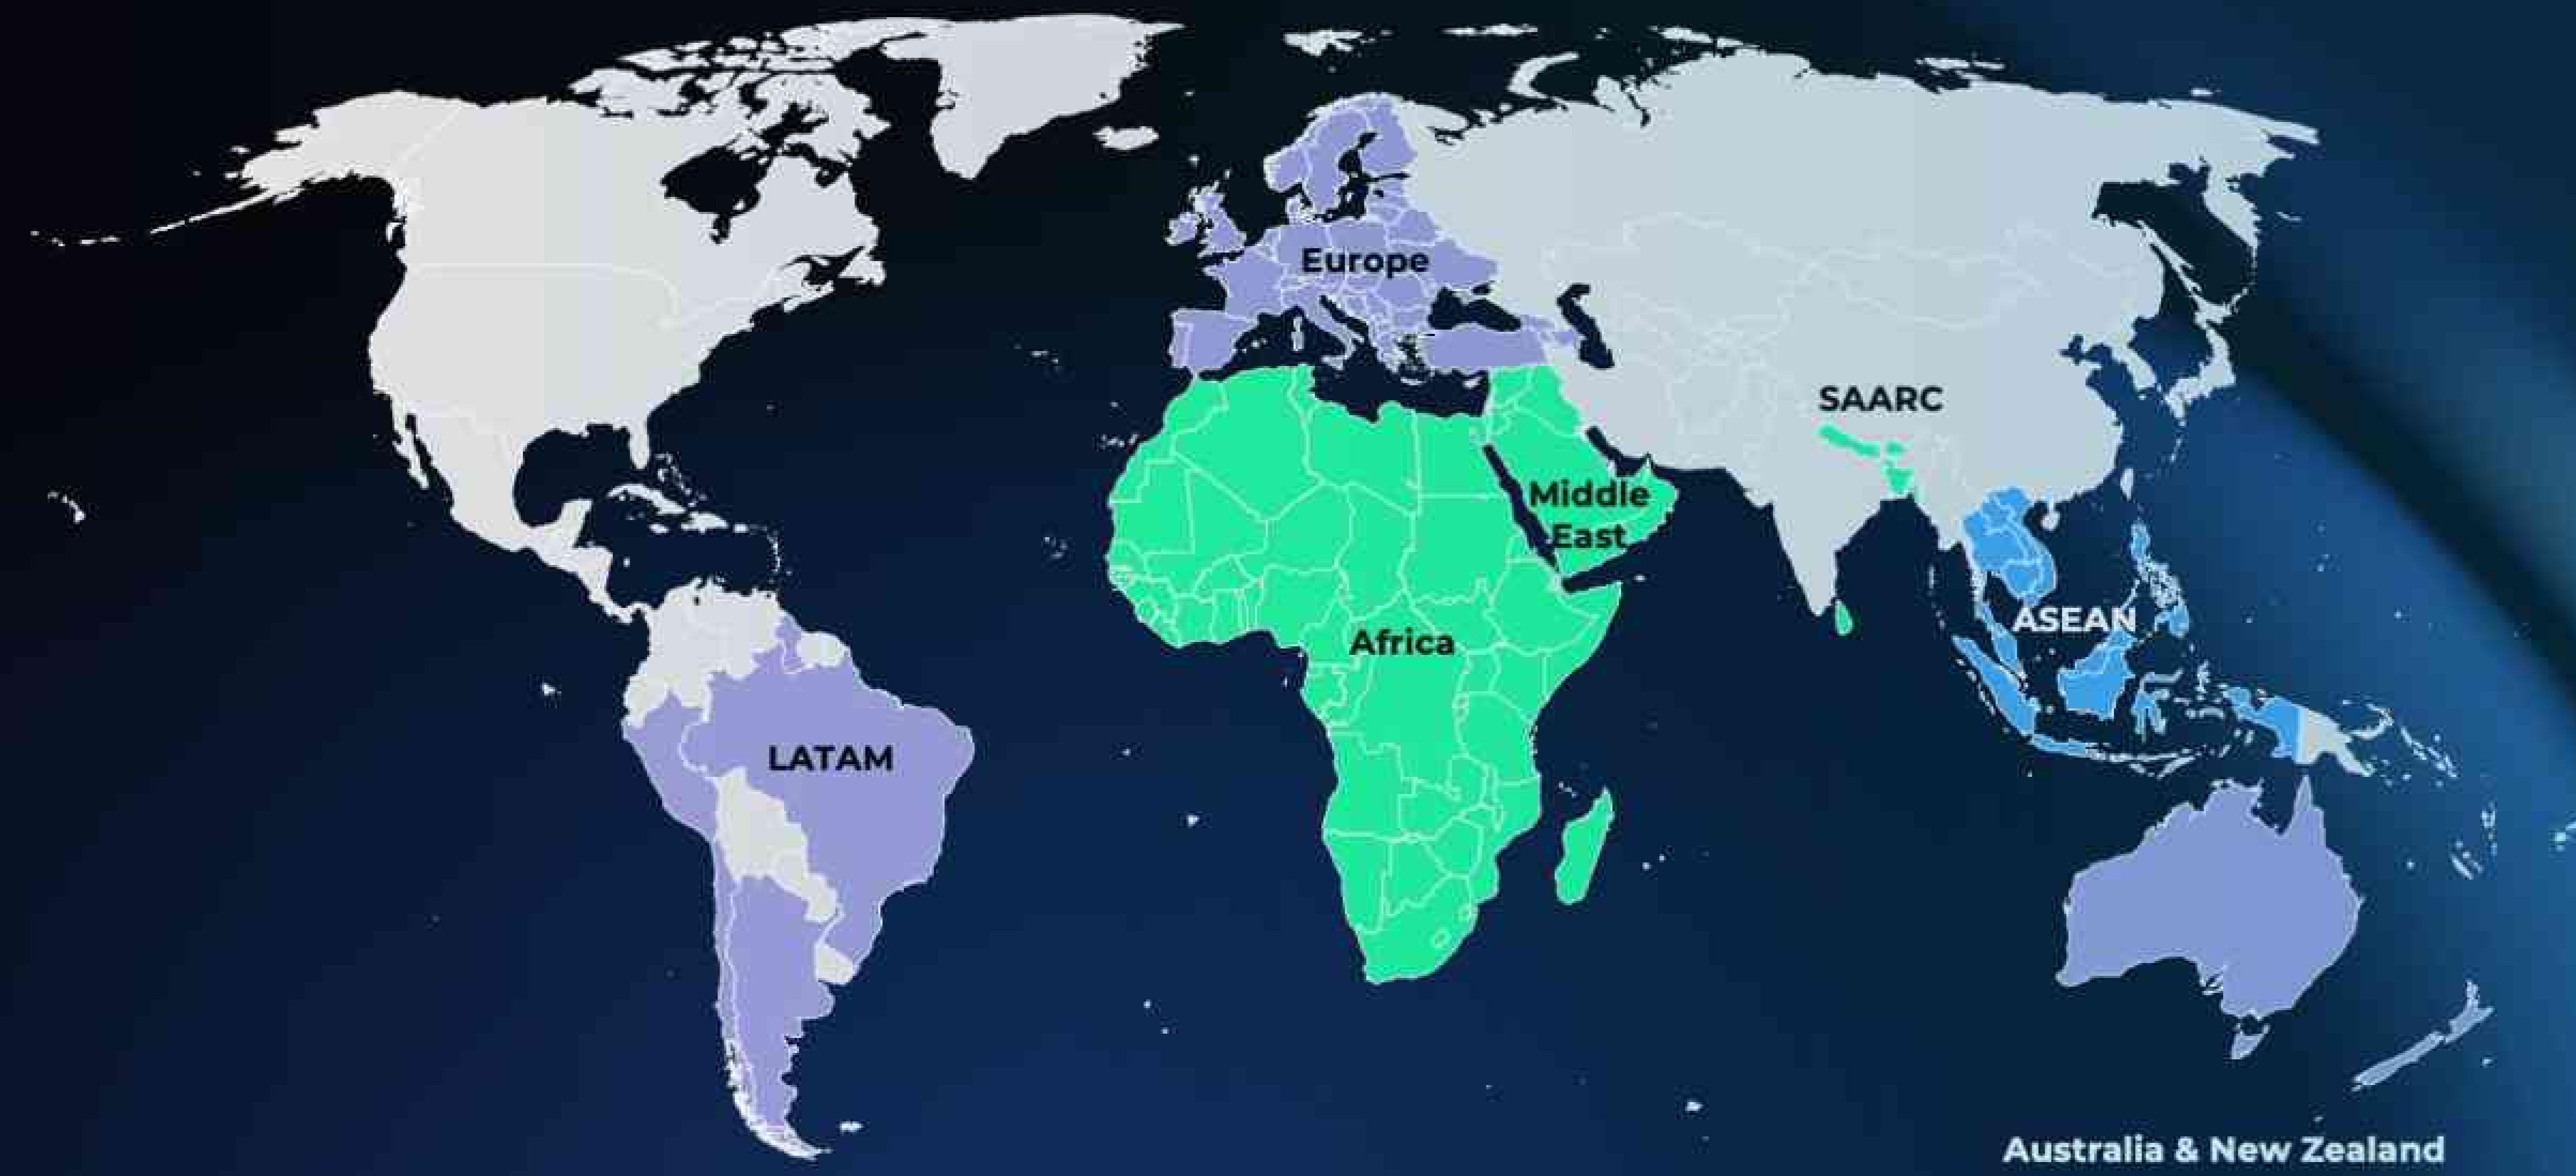 Europe
SAARC
Middle
East
ASEAN
Africa
LATAM
Australia & New Zealand